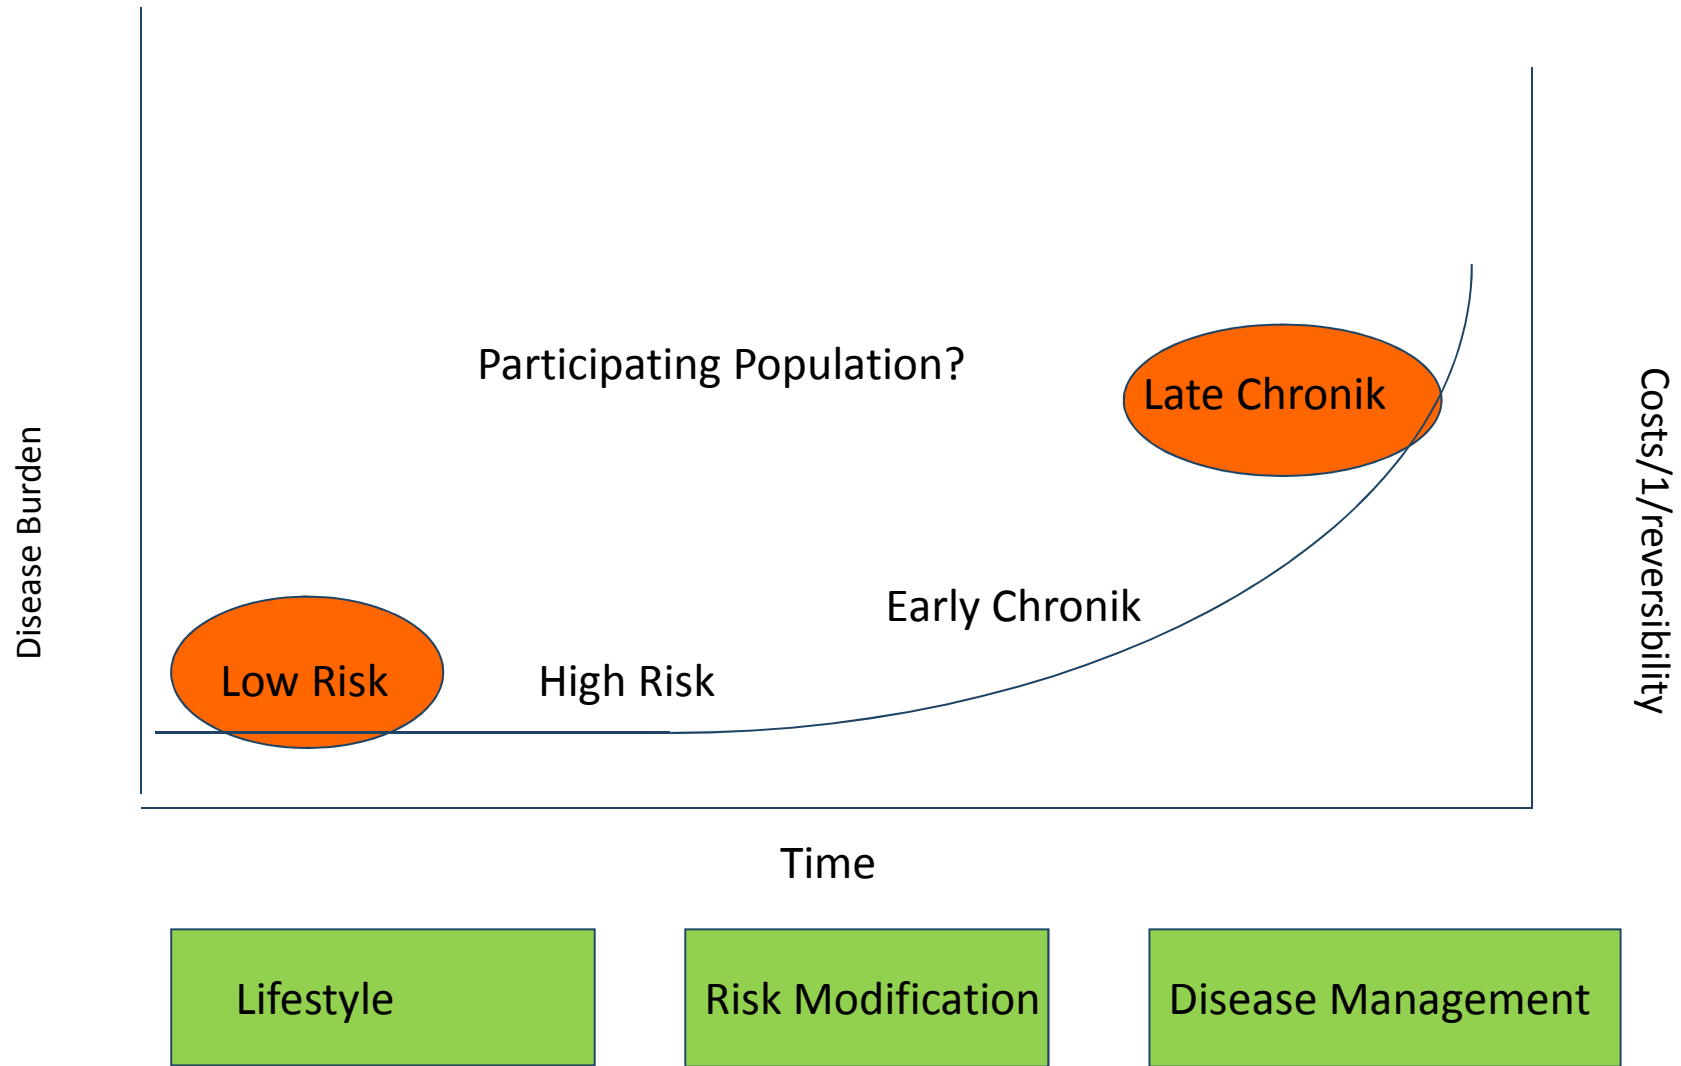 Participating Population?
Late Chronik
Costs/1/reversibility
Disease Burden
Early Chronik
Low Risk
High Risk
Time
Lifestyle
Risk Modification
Disease Management